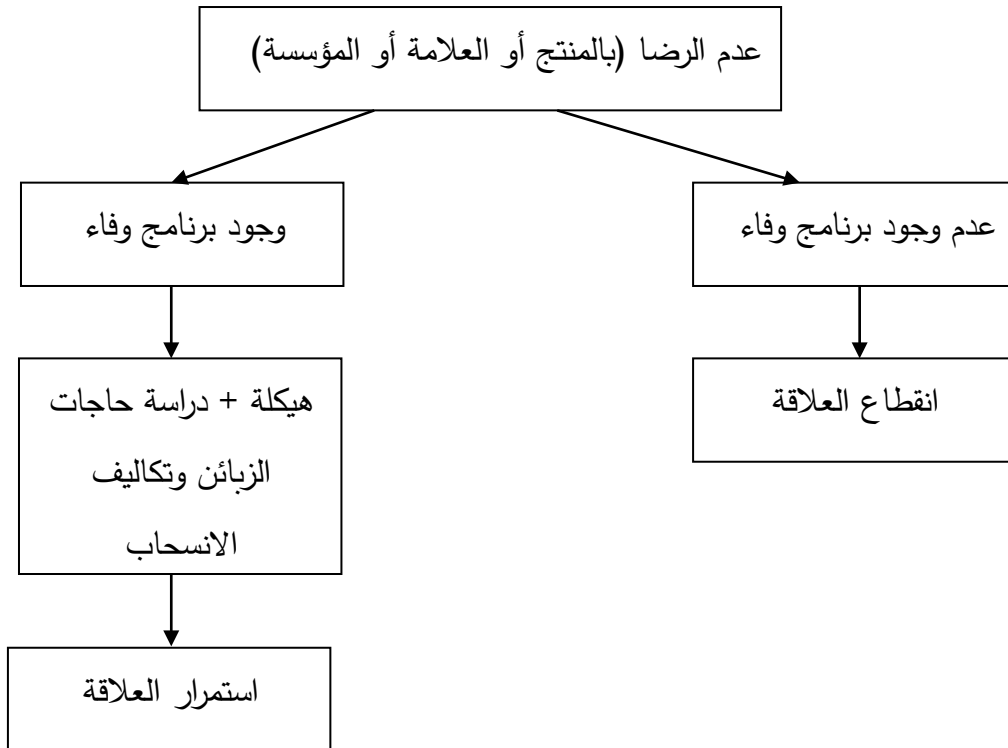 عدم الرضا (بالمنتج أو العلامة أو المؤسسة)
عدم وجود برنامج وفاء
وجود برنامج وفاء
انقطاع العلاقة
هيكلة + دراسة حاجات
الزبائن وتكاليف
الانسحاب
استمرار العلاقة